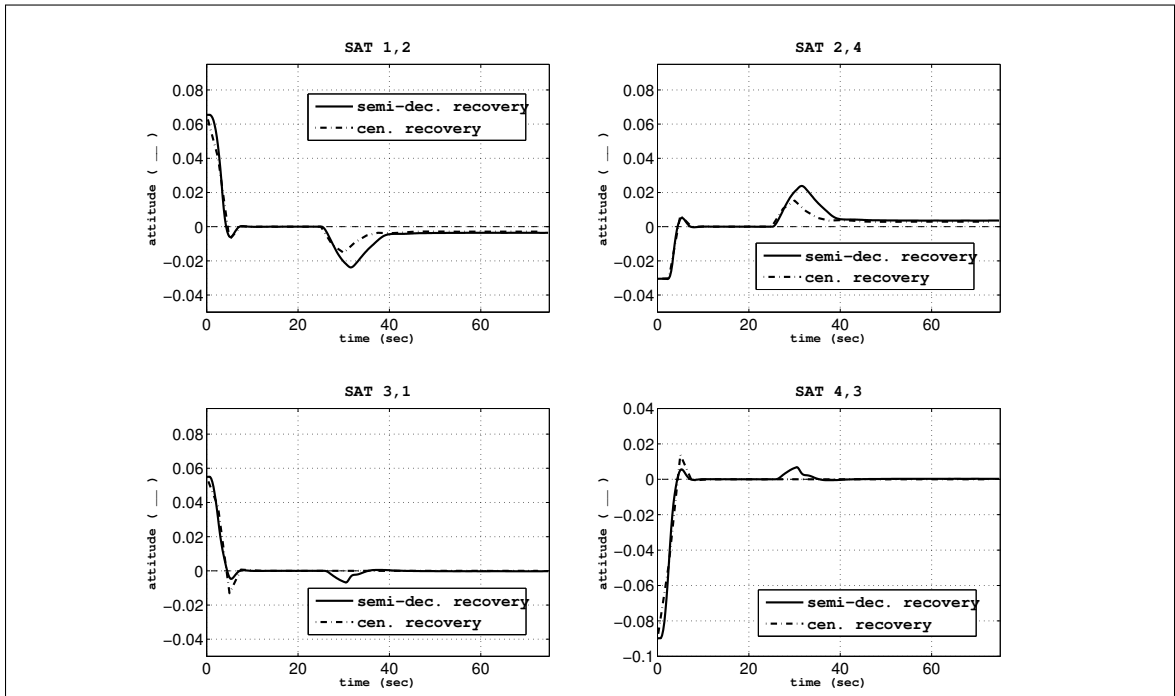 SAT 1,2
0.08
0.06
0.04
0.02
0
−0.02
−0.04
attitude ( __ )
semi-dec. recovery
cen. recovery
0 20 40 60
time (sec)
SAT 2,4
0.08
0.06
0.04
0.02
0
−0.02
−0.04
attitude ( __ )
semi-dec. recovery
cen. recovery
0 20 40 60
time (sec)
SAT 3,1
0.08
0.06
0.04
0.02
0
−0.02
−0.04
attitude ( __ )
semi-dec. recovery
cen. recovery
0 20 40 60
time (sec)
SAT 4,3
0.04
0.02
0
−0.02
−0.04
−0.06
−0.08
−0.1
attitude ( __ )
semi-dec. recovery
cen. recovery
0 20 40 60
time (sec)